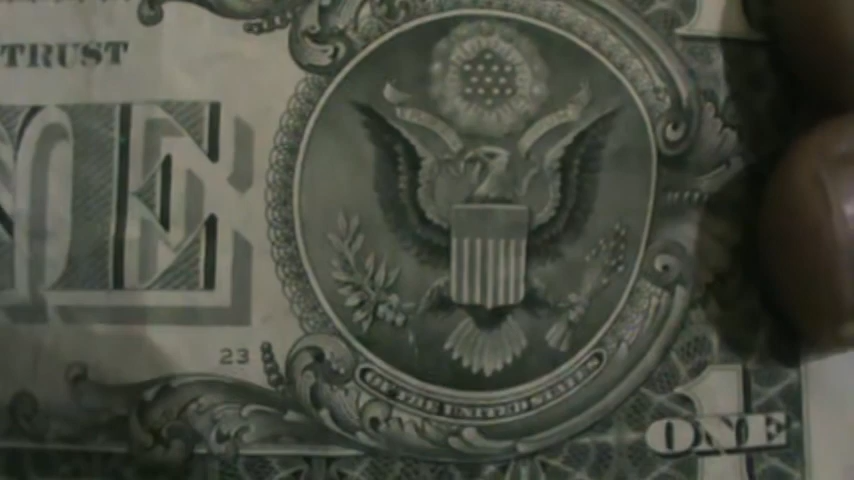 TRUST
NE
23
OF THE UNITED STATES
1
ONE